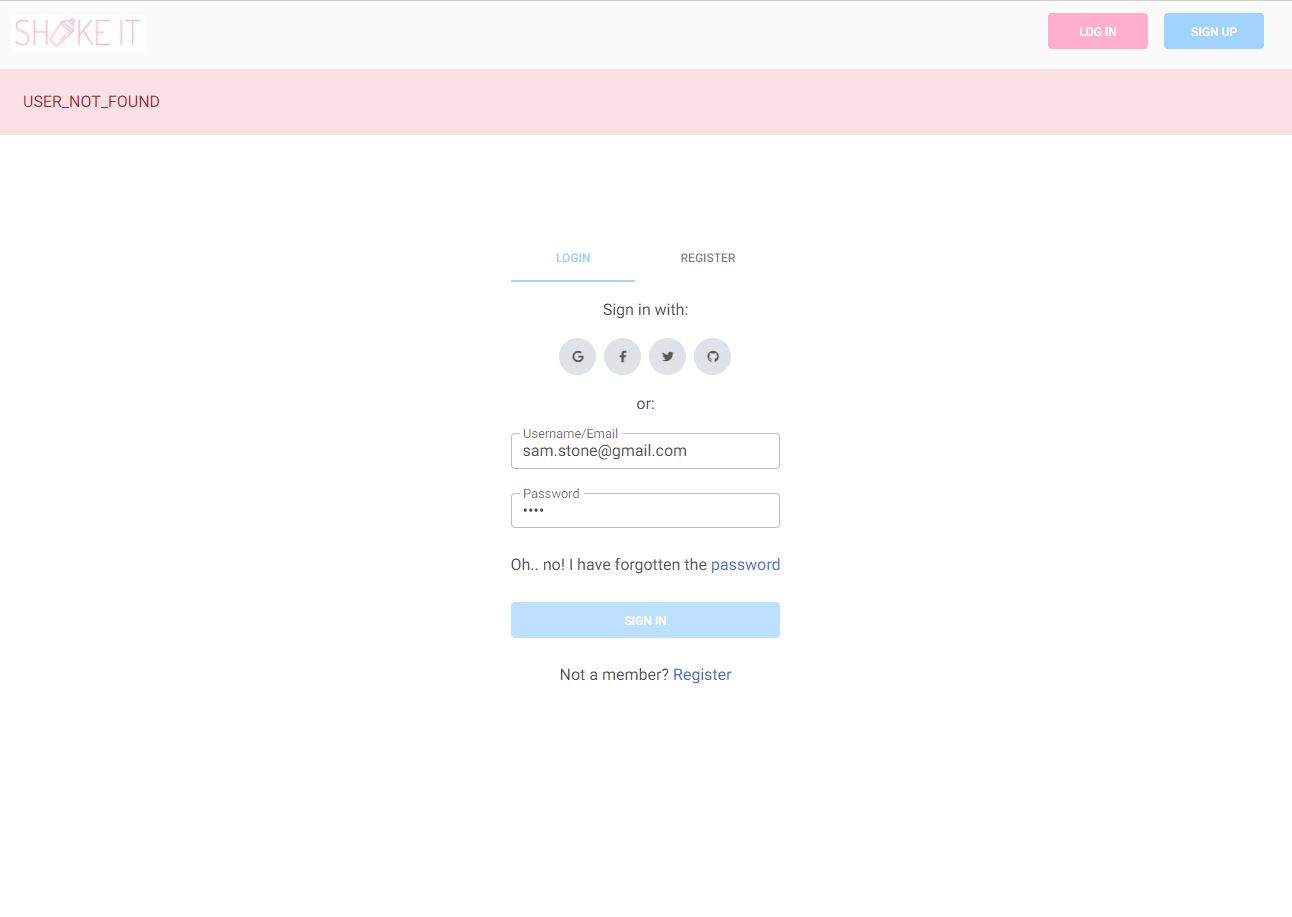 SHAKE IT
LOG IN
SIGN UP
USER_NOT_FOUND
LOGIN
REGISTER
Sign in with:
or:
Username/Email
sam.stone@gmail.com
Password
••••
Oh.. no! I have forgotten the password
SIGN IN
Not a member? Register